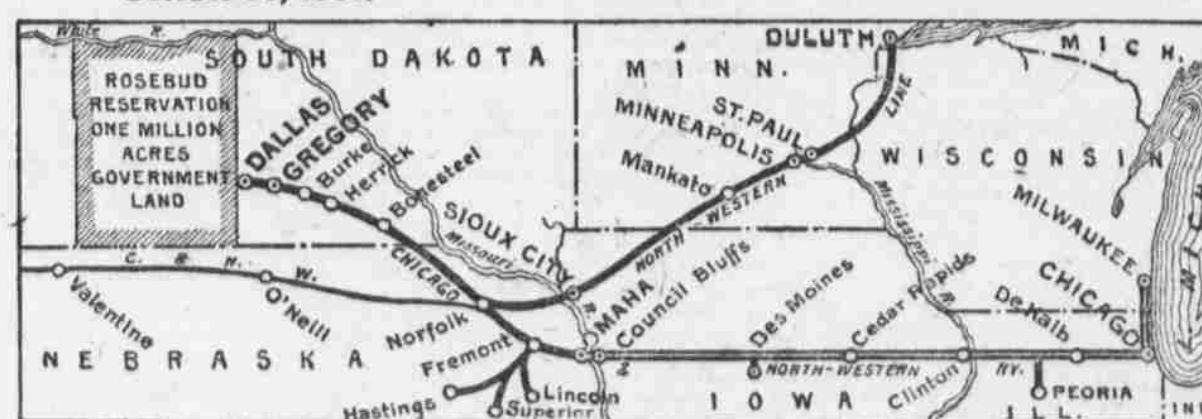 White R.
SOUTH DAKOTA
ROSEBUD
RESERVATION
ONE MILLION
ACRES
GOVERNMENT
LAND
DALLAS
GREGORY
Burke
Herrick
Bonesteel
SIOUX CITY
Missouri
R.
CHICAGO
NORTH-WESTERN
LINE
DULUTH
MINN.
ST. PAUL
MINNEAPOLIS
Mankato
MICH.
WISCONSIN
Mississippi
R.
MILWAUKEE
CHICAGO
C. & N. W.
Valentine
O'Neill
Norfolk
Fremont
OMAHA
Council Bluffs
Des Moines
Cedar Rapids
DeKalb
NEBRASKA
Hastings
Superior
Lincoln
NORTH-WESTERN
RY.
IOWA
Clinton
PEORIA
ILL.